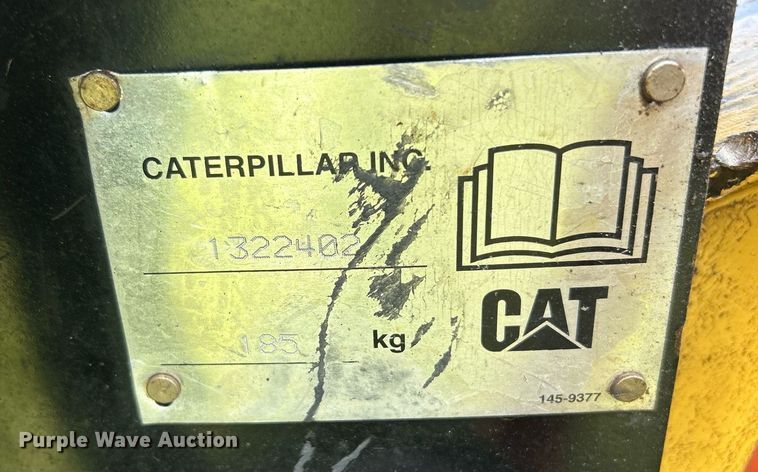 CATERPILLAR INC.
1322402
185 kg
CAT
145-9377
Purple Wave Auction